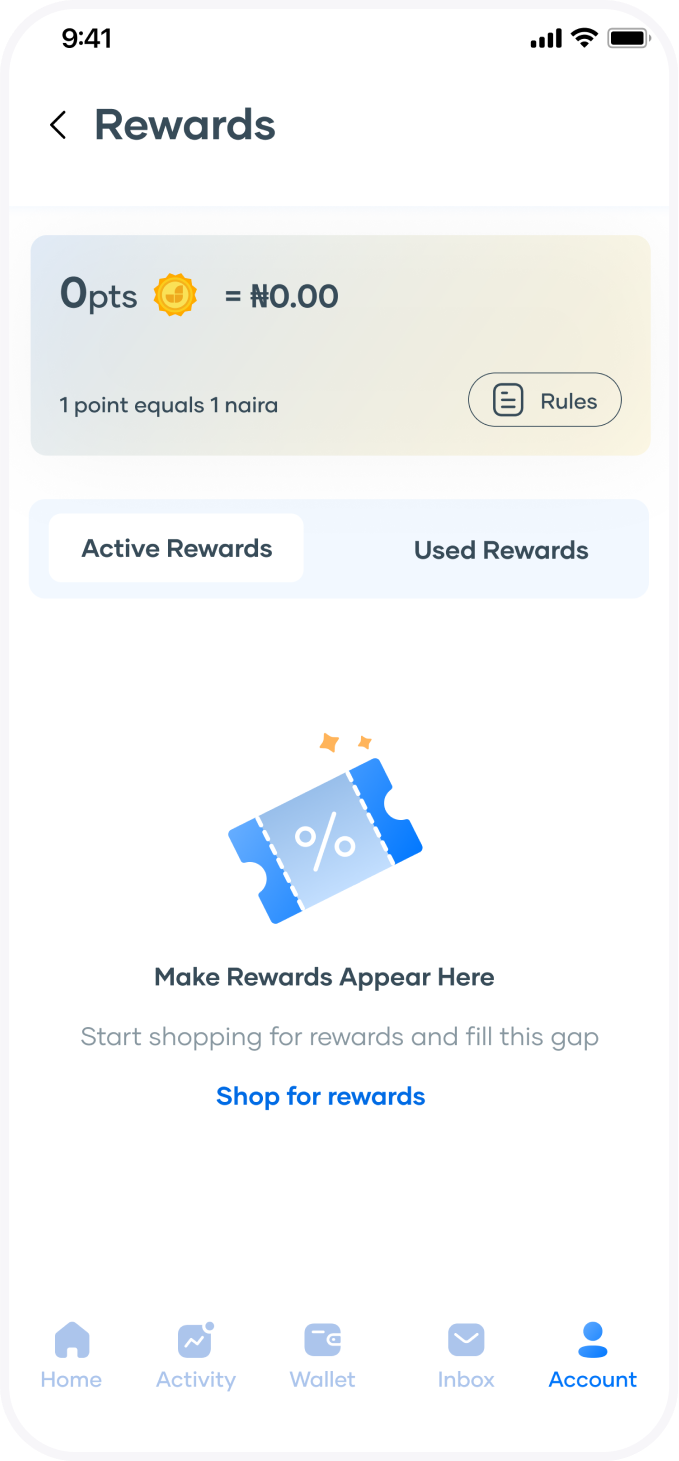 9:41
Rewards
0pts = ₦0.00
1 point equals 1 naira
Rules
Active Rewards
Used Rewards
%
Make Rewards Appear Here
Start shopping for rewards and fill this gap
Shop for rewards
Home
Activity
Wallet
Inbox
Account